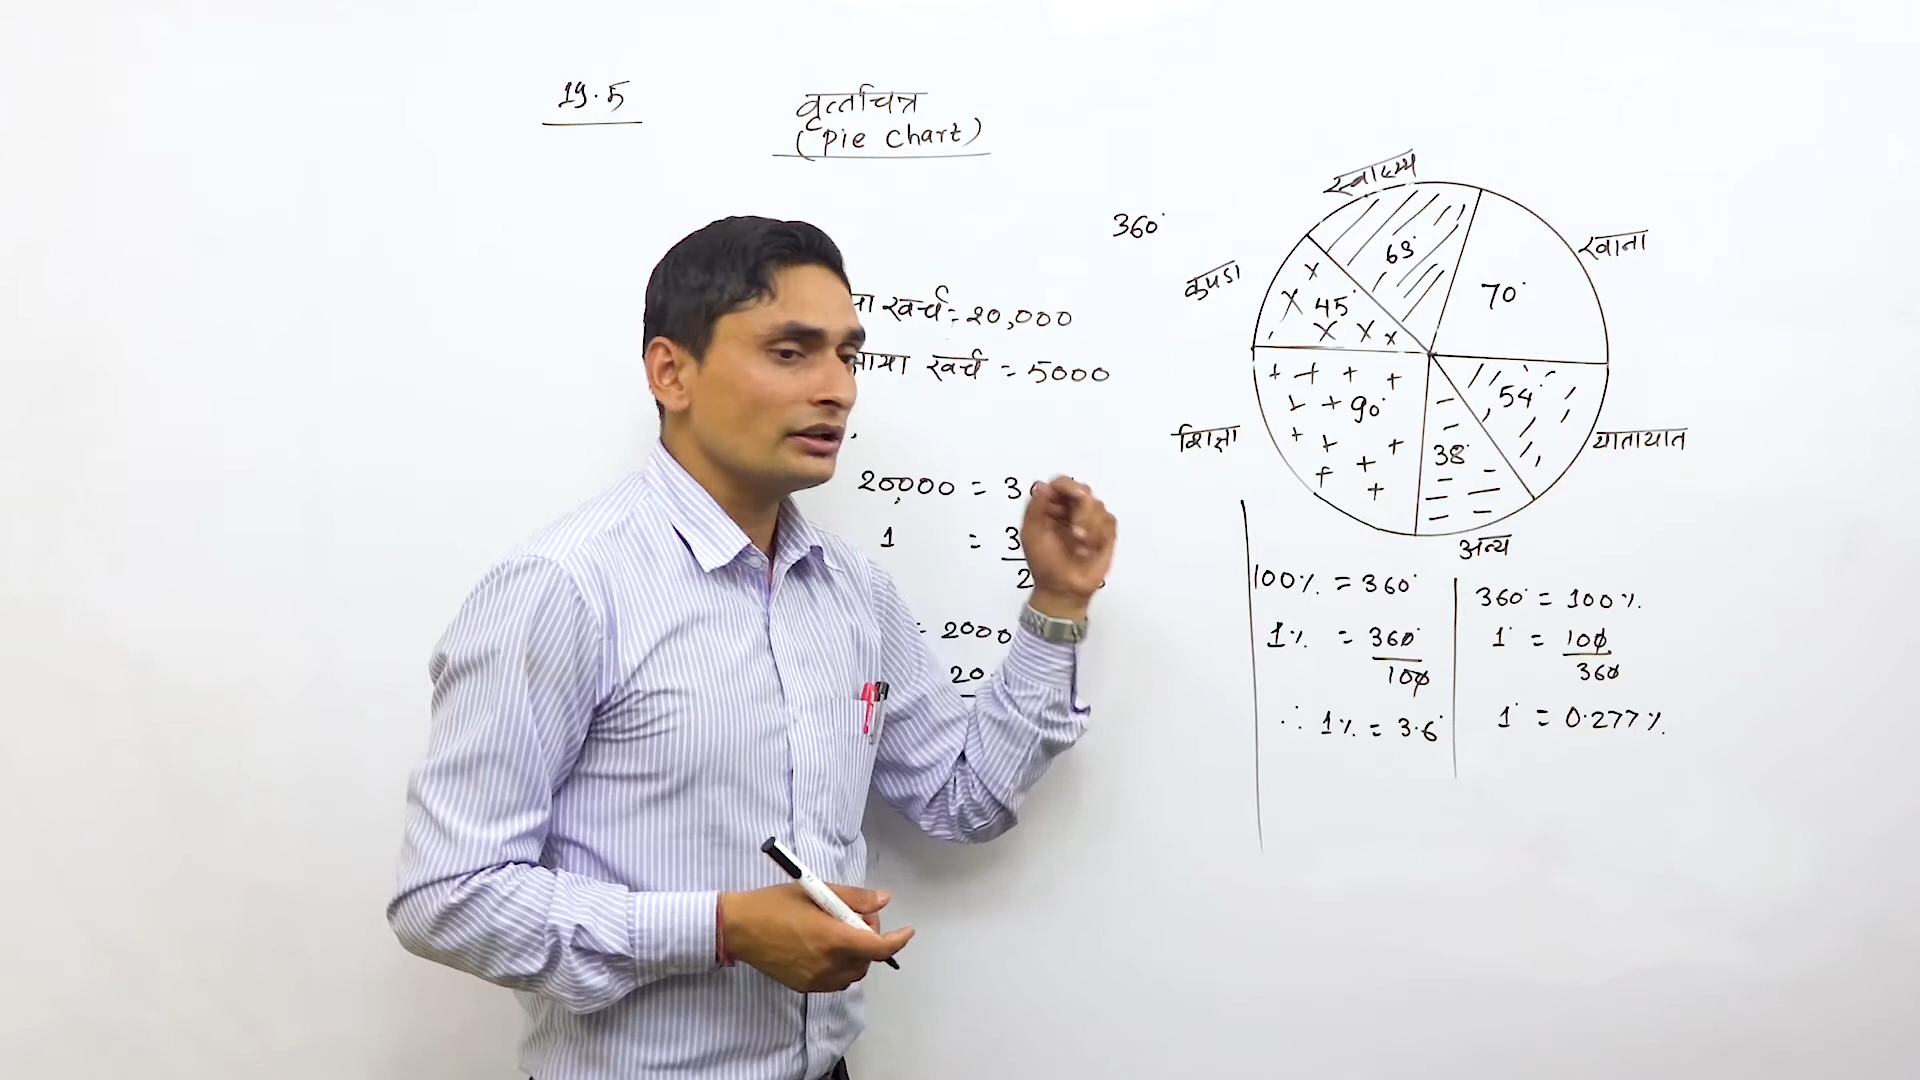 19.5
वृत्तचित्र
(Pie Chart)
360°
खर्च = 20,000
खर्च = 5000
20,000 = 3
1 = 3
= 2000
20
स्वास्थ्य
63°
खाना
70°
कपडा
45°
शिक्षा
90°
38°
54°
यातायात
अन्य
100% = 360°
1% = 360°
100
∴ 1% = 3.6°
360° = 100%
1° = 100
360
1° = 0.277%